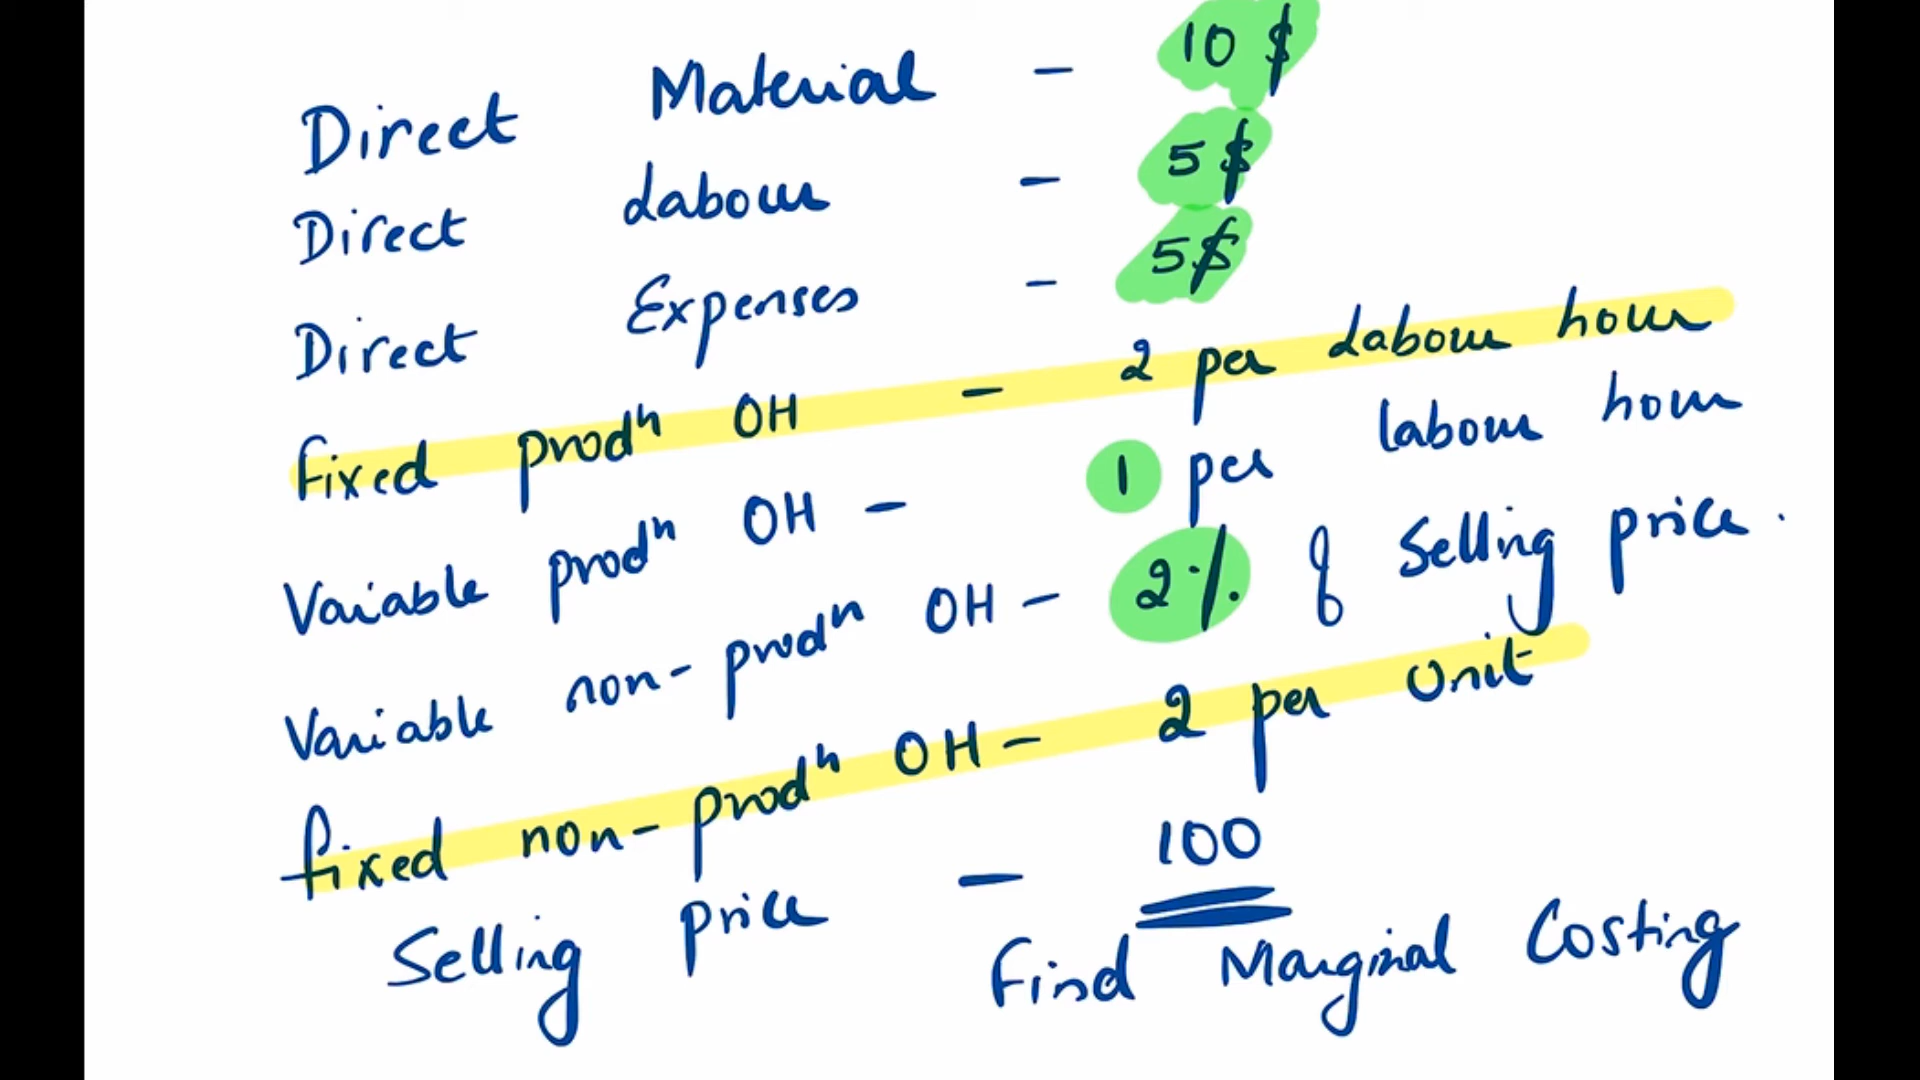 Direct Material - 10 $
Direct Labour - 5 $
Direct Expenses - 5 $
fixed prodⁿ OH - 2 per Labour hour
Variable prodⁿ OH - 1 per labour hour
Variable non-prodⁿ OH - 2% of Selling price.
fixed non-prodⁿ OH - 2 per Unit
Selling price - 100
Find Marginal Costing